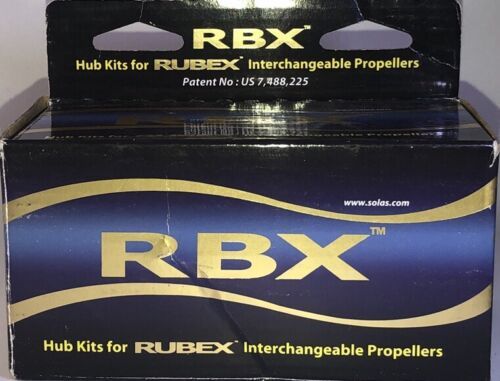 RBX™
Hub Kits for RUBEX™ Interchangeable Propellers
Patent No : US 7,488,225
www.solas.com
RBX™
Hub Kits for RUBEX™ Interchangeable Propellers